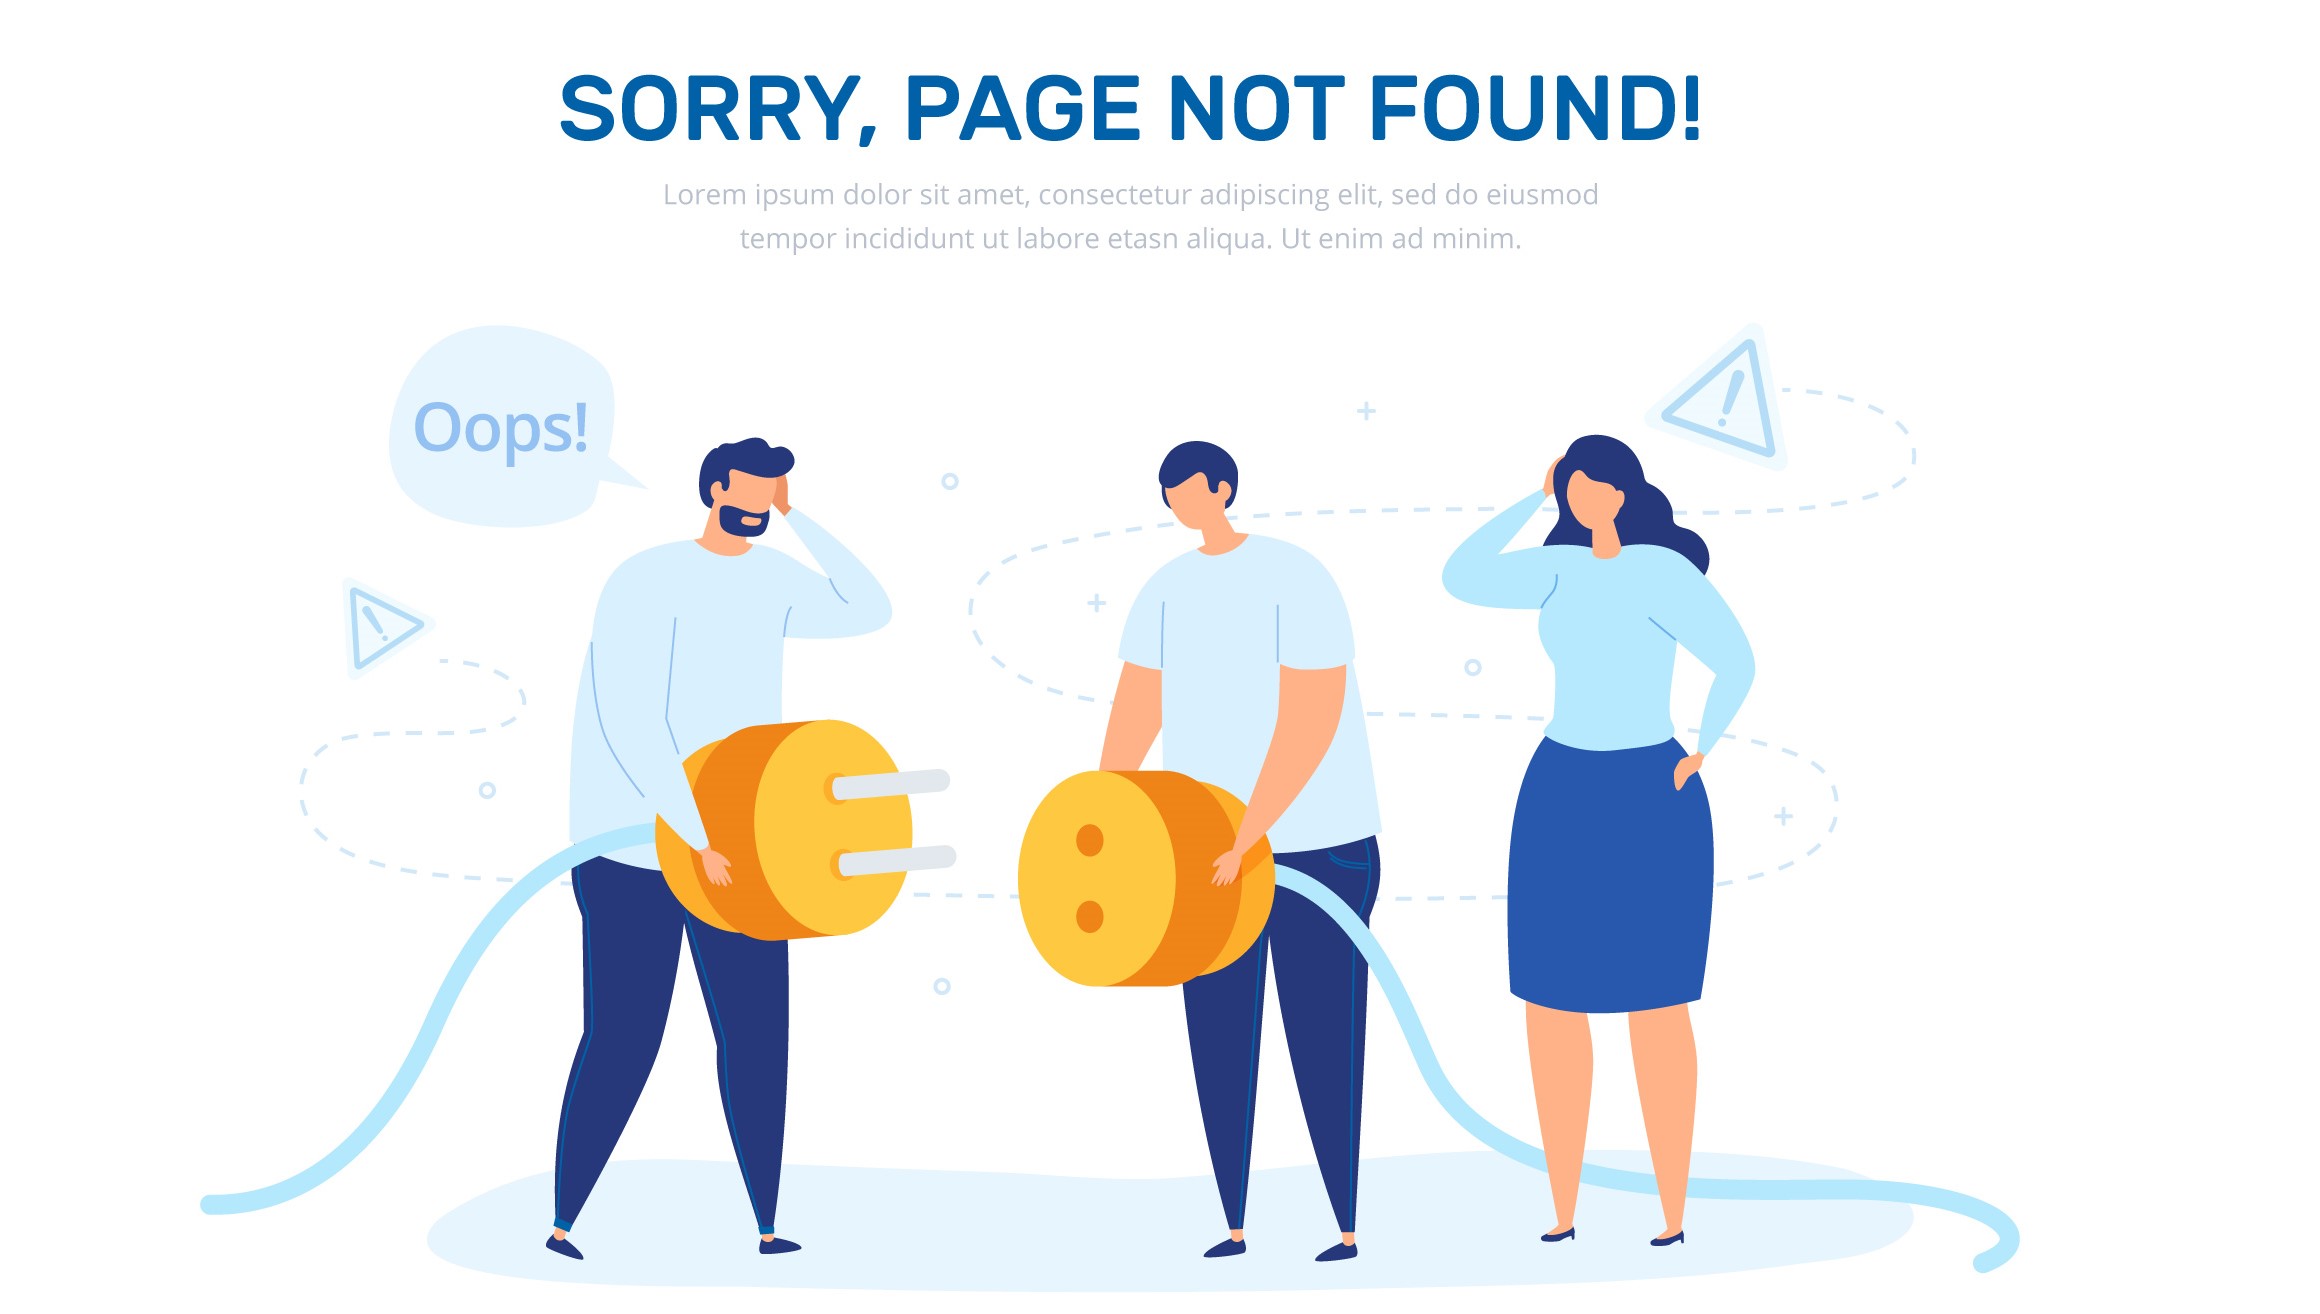 SORRY, PAGE NOT FOUND!
Lorem ipsum dolor sit amet, consectetur adipiscing elit, sed do eiusmod
tempor incididunt ut labore etasn aliqua. Ut enim ad minim.
Oops!